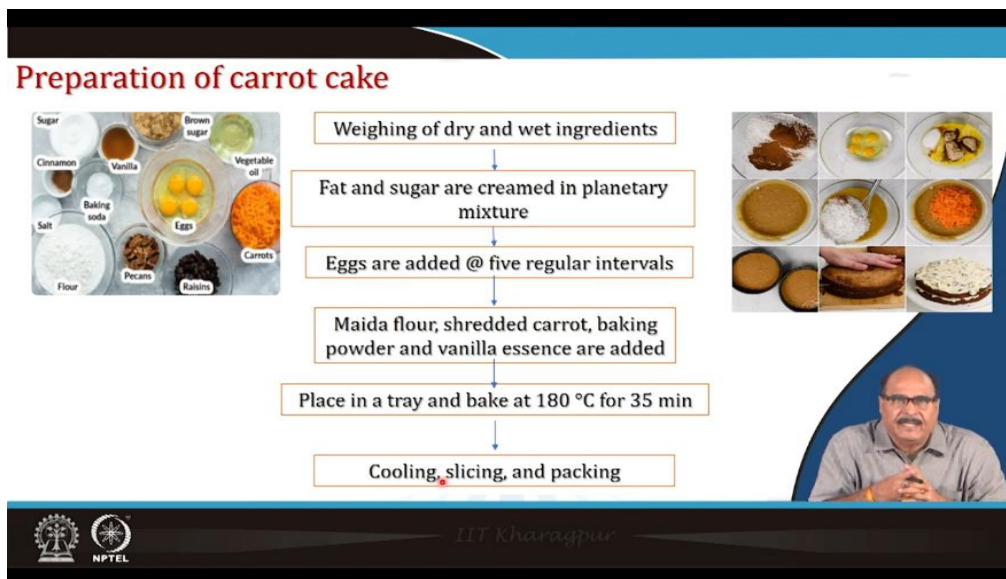 Preparation of carrot cake
Sugar
Brown
sugar
Cinnamon
Vanilla
Vegetable
oil
Baking
soda
Salt
Eggs
Carrots
Pecans
Flour
Raisins
Weighing of dry and wet ingredients
Fat and sugar are creamed in planetary
mixture
Eggs are added @ five regular intervals
Maida flour, shredded carrot, baking
powder and vanilla essence are added
Place in a tray and bake at 180 °C for 35 min
Cooling, slicing, and packing
IIT Kharagpur
NPTEL